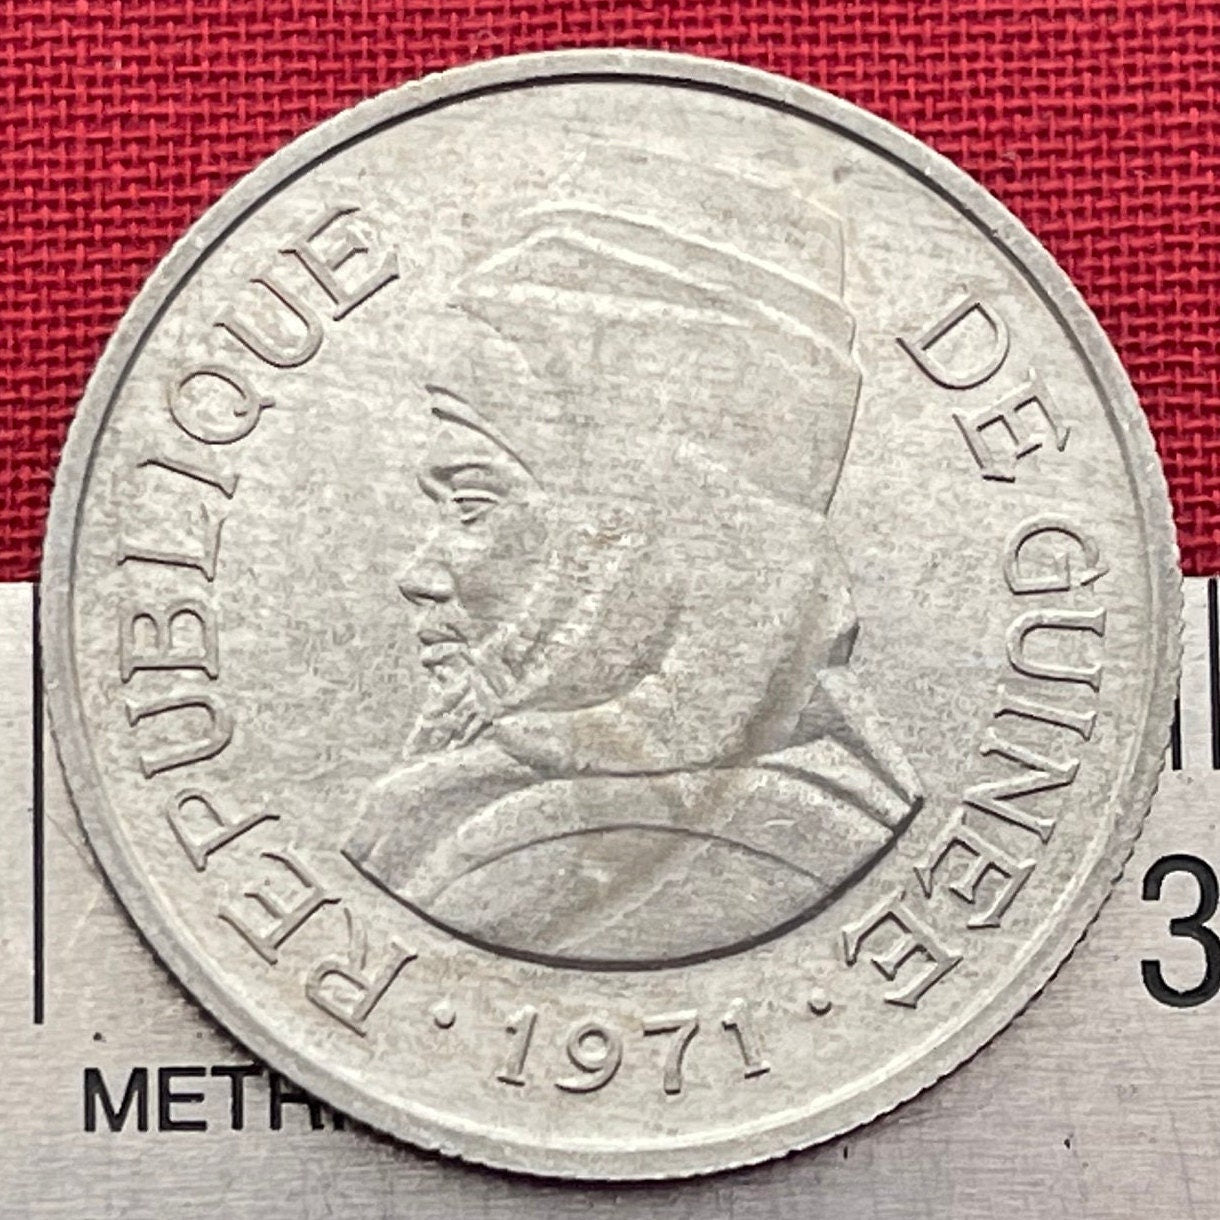 REPUBLIQUE DE GUINEE
· 1971 ·
3
METRI